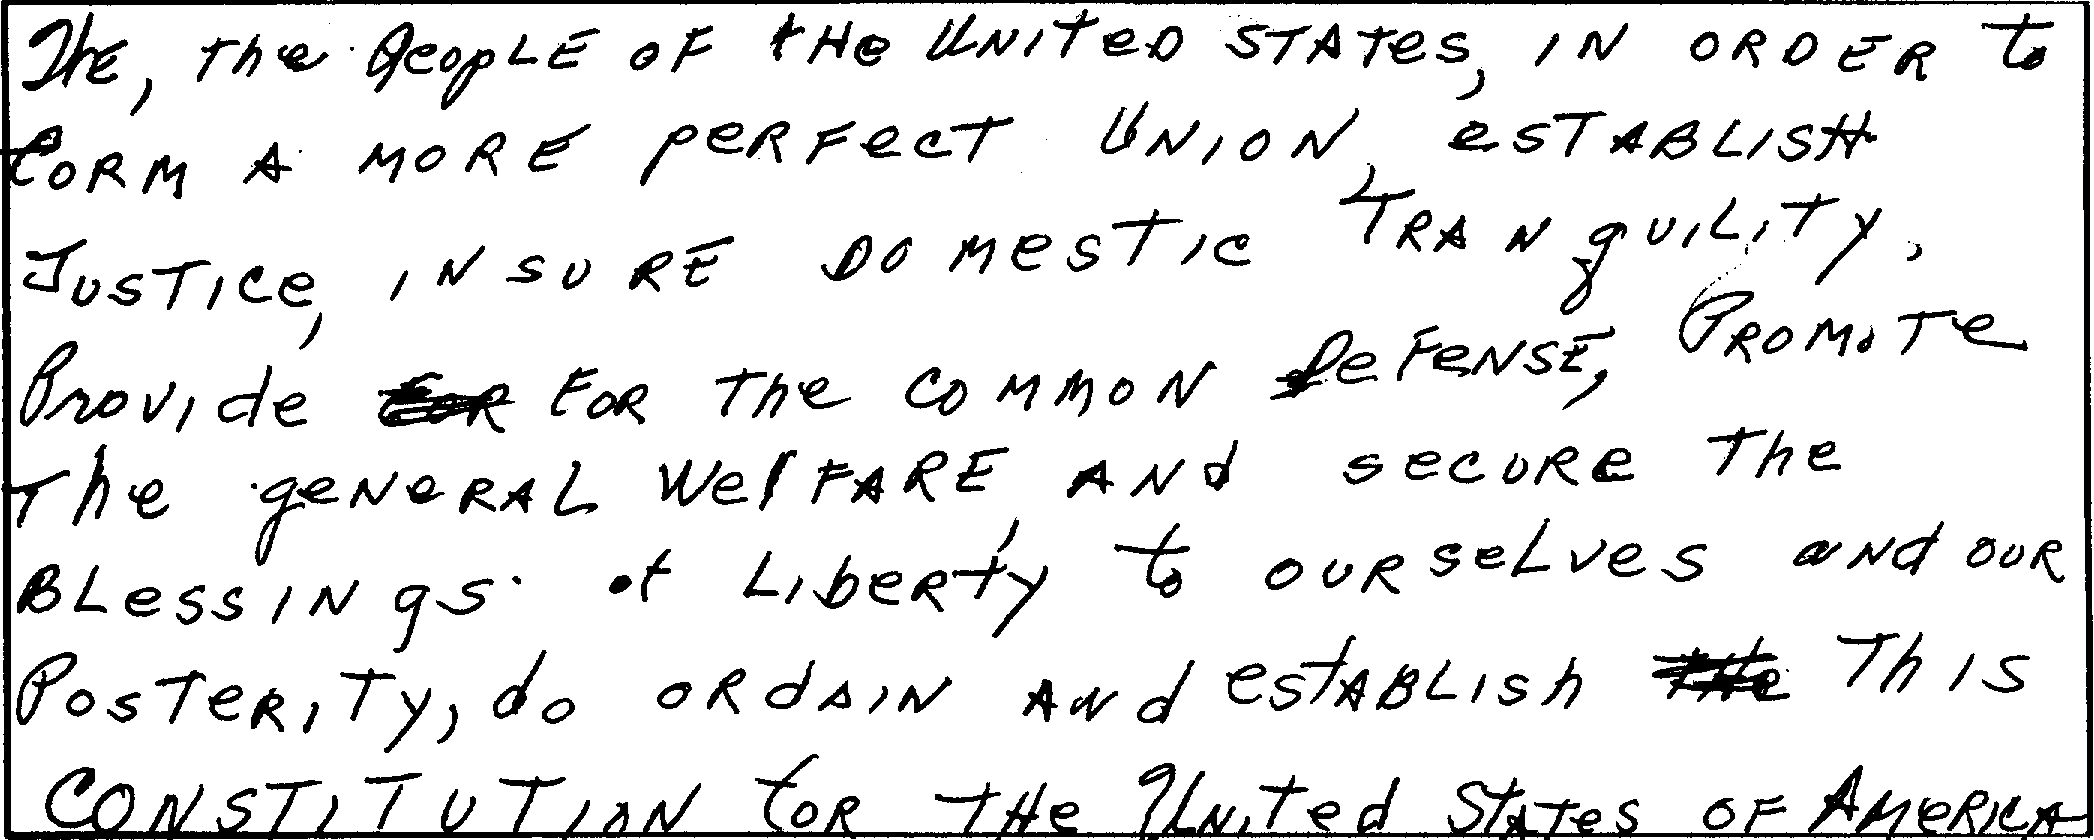 The, the People OF tHe UNITED STATes, IN ORDER to
FORM A MORE PERFECT UNION, ESTABLISH
JUSTICe, INSURE DOMESTIC TRANquILITy,
Provide FOR The COMMON DeFENSE, PROMOTe
The geNeRAL WelFARE, AND secURe The
BLessINgs of LIberty to OURseLves aNd OUR
PosTeRITy, do ORdAIN ANd estABLIsh ThIS
CONSTITUTION FOR THe UNITed STATes OF AMERICA